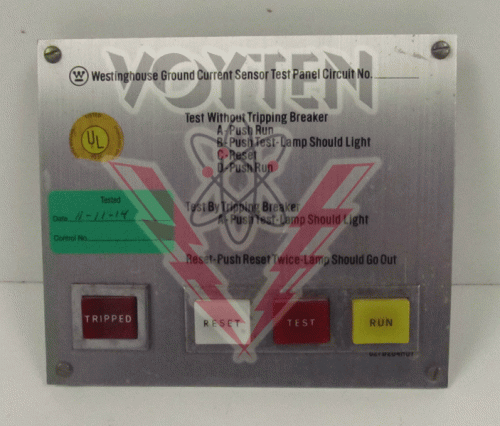 VOYTEN
W Westinghouse Ground Current Sensor Test Panel Circuit No.
Test Without Tripping Breaker
A-Push Run
B-Push Test-Lamp Should Light
C-Reset
D-Push Run
UL
Tested
Date 11-11-14
Control No.
Test By Tripping Breaker
A-Push Test-Lamp Should Light
Reset-Push Reset Twice-Lamp Should Go Out
TRIPPED
RESET
TEST
RUN